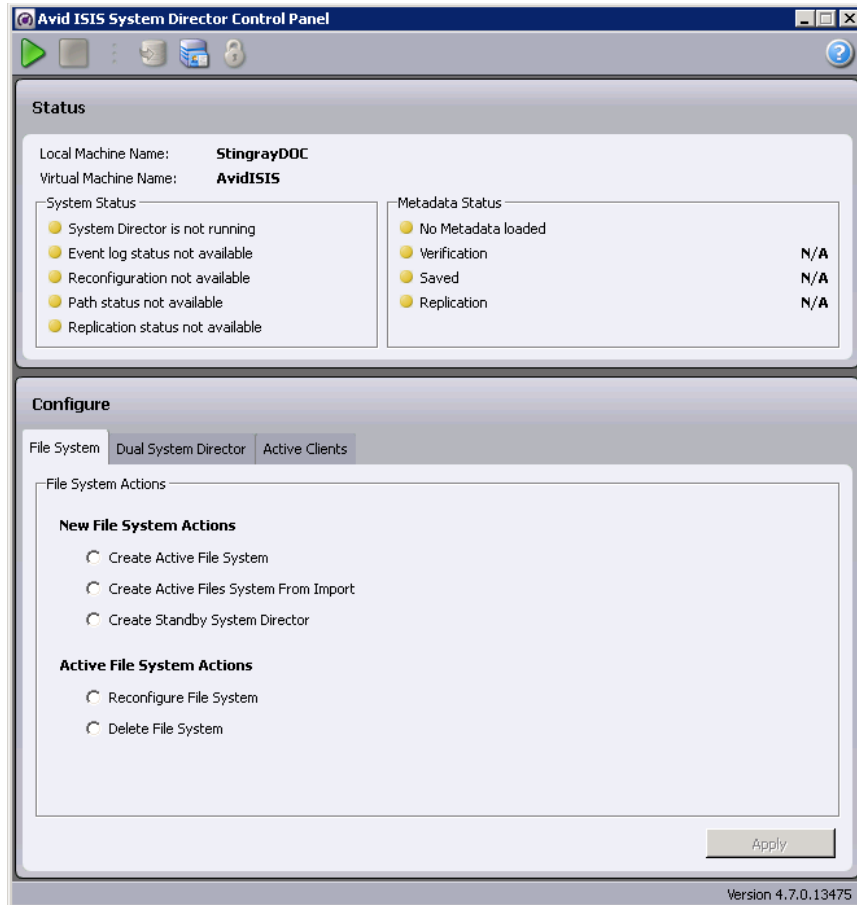 Avid ISIS System Director Control Panel
?
Status
Local Machine Name: StingrayDOC
Virtual Machine Name: AvidISIS
System Status
System Director is not running
Event log status not available
Reconfiguration not available
Path status not available
Replication status not available
Metadata Status
No Metadata loaded
Verification N/A
Saved N/A
Replication N/A
Configure
File System Dual System Director Active Clients
File System Actions
New File System Actions
Create Active File System
Create Active Files System From Import
Create Standby System Director
Active File System Actions
Reconfigure File System
Delete File System
Apply
Version 4.7.0.13475